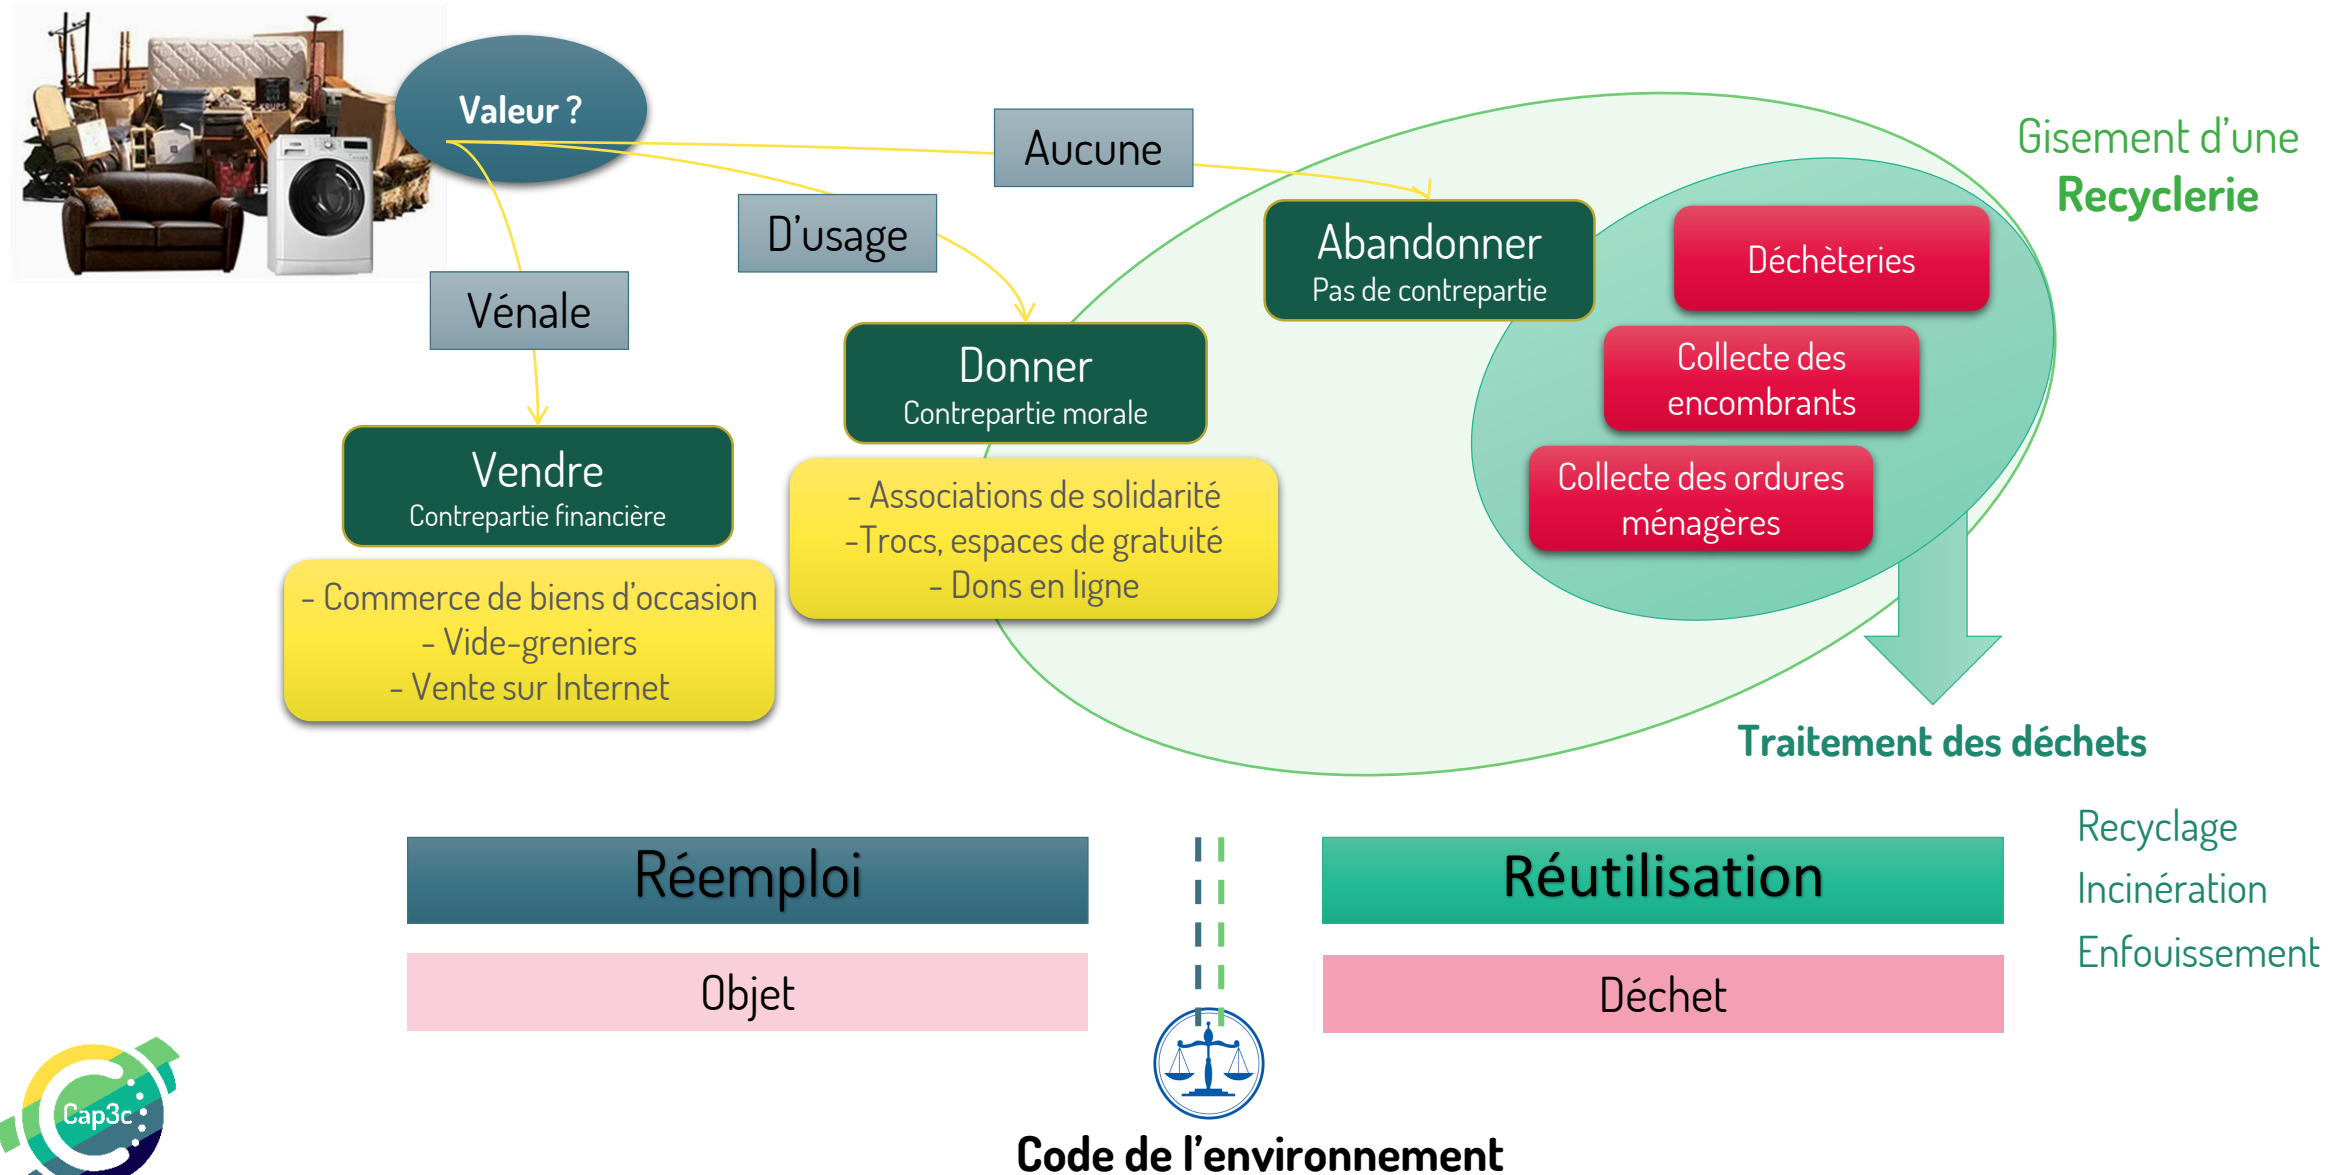 Valeur ?
Aucune
D'usage
Vénale
Gisement d'une
Recyclerie
Abandonner
Pas de contrepartie
Déchèteries
Collecte des
encombrants
Collecte des ordures
ménagères
Donner
Contrepartie morale
- Associations de solidarité
-Trocs, espaces de gratuité
- Dons en ligne
Vendre
Contrepartie financière
- Commerce de biens d'occasion
- Vide-greniers
- Vente sur Internet
Traitement des déchets
Recyclage
Incinération
Enfouissement
Réemploi
Réutilisation
Objet
Déchet
Code de l'environnement
Cap3c